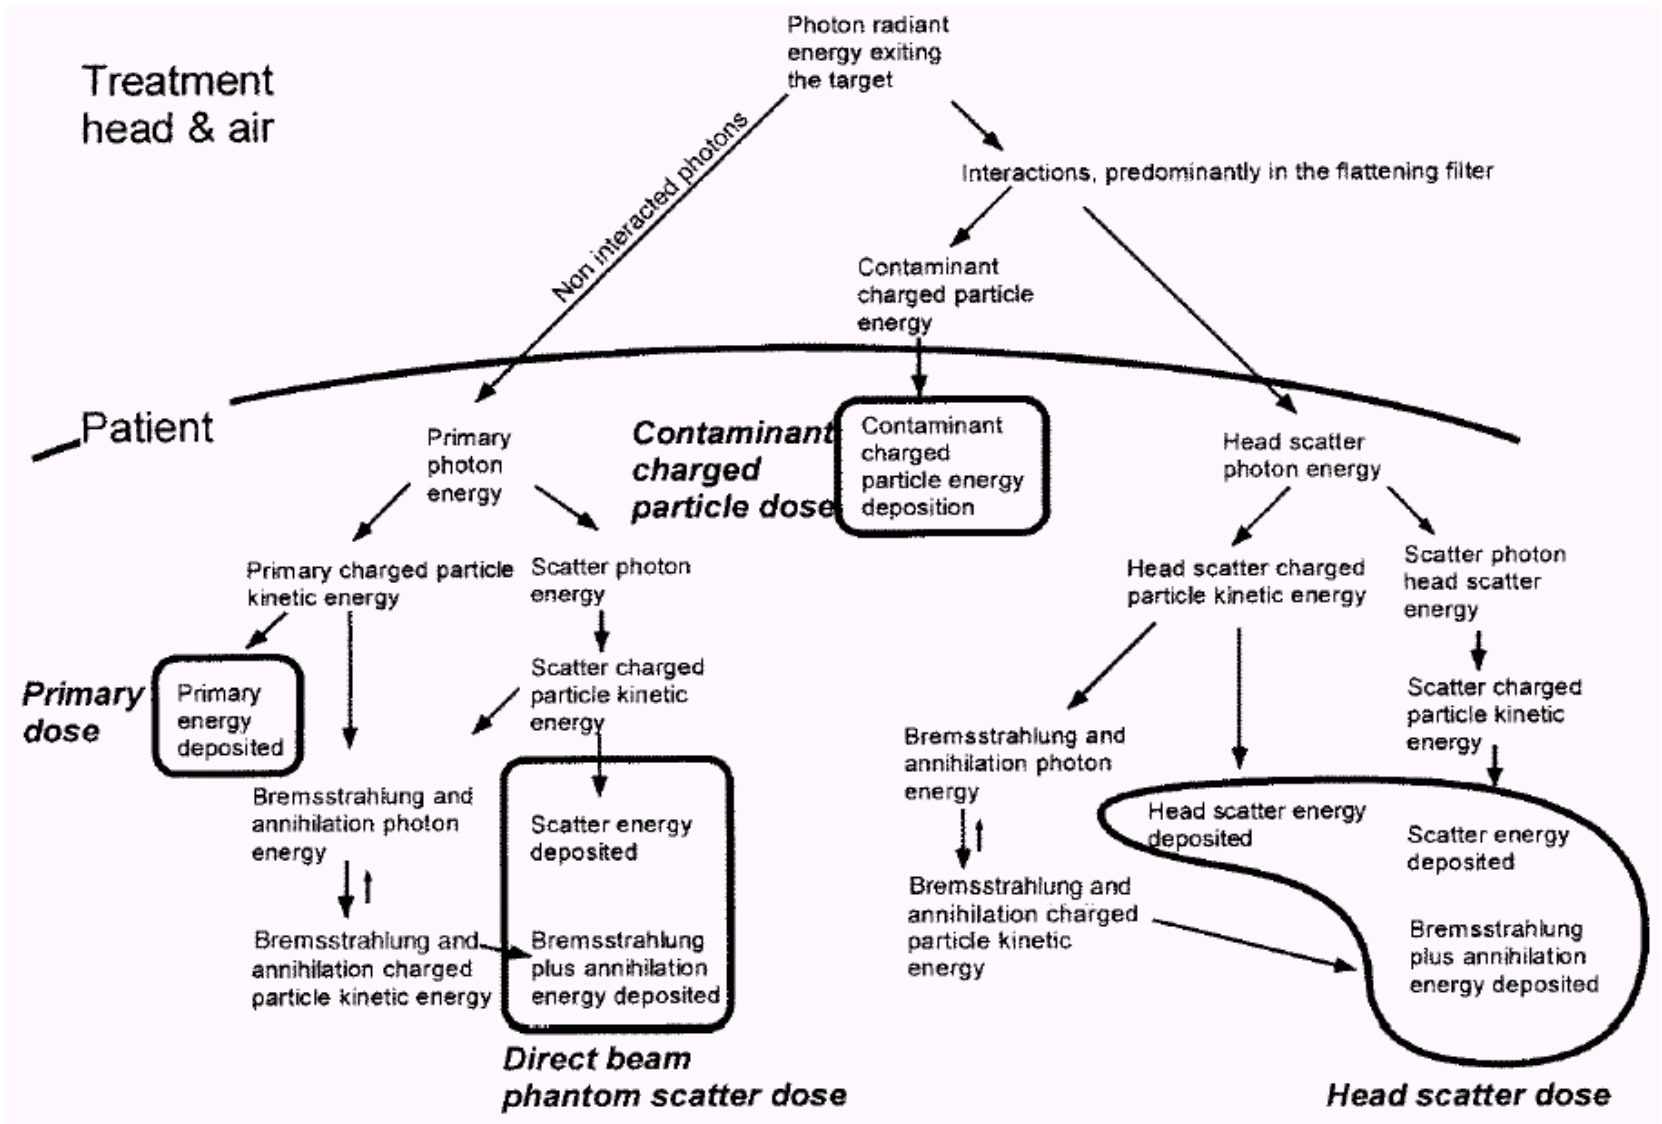 Photon radiant
energy exiting
the target
Treatment
head & air
Non interacted photons
Interactions, predominantly in the flattening filter
Contaminant
charged particle
energy
Patient
Primary
photon
energy
Contaminant
charged
particle dose
Contaminant
charged
particle energy
deposition
Head scatter
photon energy
Primary charged particle
kinetic energy
Scatter photon
energy
Head scatter charged
particle kinetic energy
Scatter photon
head scatter
energy
Primary
dose
Primary
energy
deposited
Scatter charged
particle kinetic
energy
Scatter charged
particle kinetic
energy
Bremsstrahlung and
annihilation photon
energy
Bremsstrahlung and
annihilation photon
energy
Scatter energy
deposited
Head scatter energy
deposited
Scatter energy
deposited
Bremsstrahlung and
annihilation charged
particle kinetic energy
Bremsstrahlung
plus annihilation
energy deposited
Bremsstrahlung and
annihilation charged
particle kinetic
energy
Bremsstrahlung
plus annihilation
energy deposited
Direct beam
phantom scatter dose
Head scatter dose